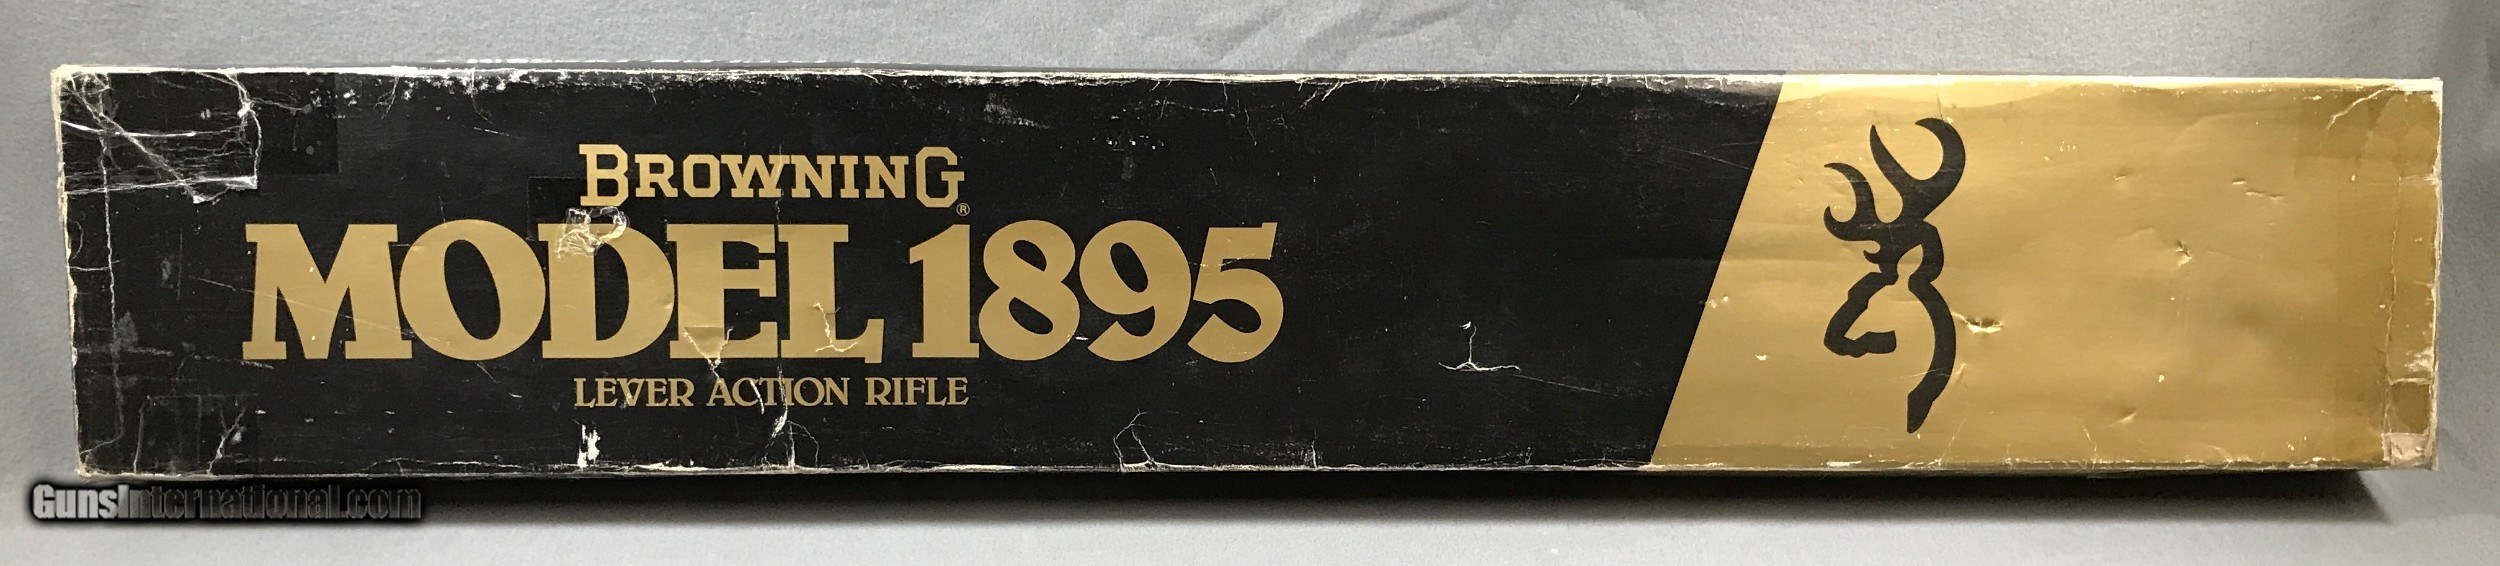 BROWNING®
MODEL 1895
LEVER ACTION RIFLE
GunsInternational.com